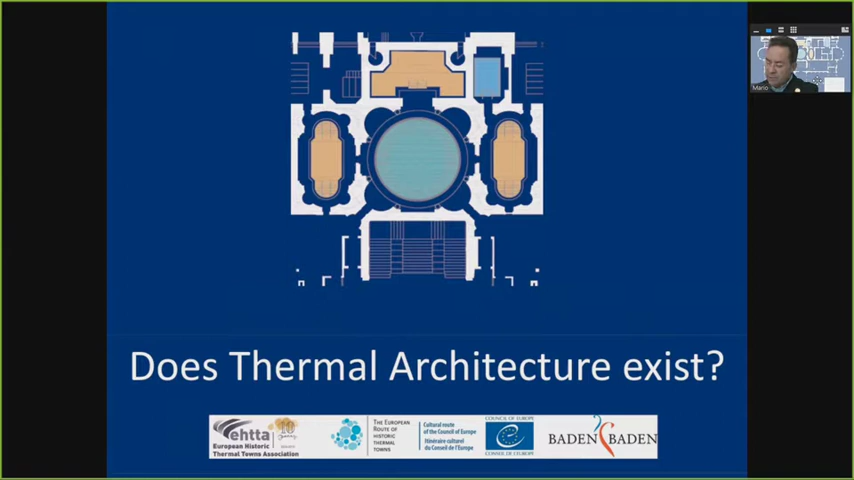 Mario
Does Thermal Architecture exist?
ehtta
European Historic
Thermal Towns Association
10
THE EUROPEAN
ROUTE OF
HISTORIC
THERMAL
TOWNS
Cultural route
of the Council of Europe
Itinéraire culturel
du Conseil de l'Europe
COUNCIL OF EUROPE
CONSEIL DE L'EUROPE
BADEN BADEN